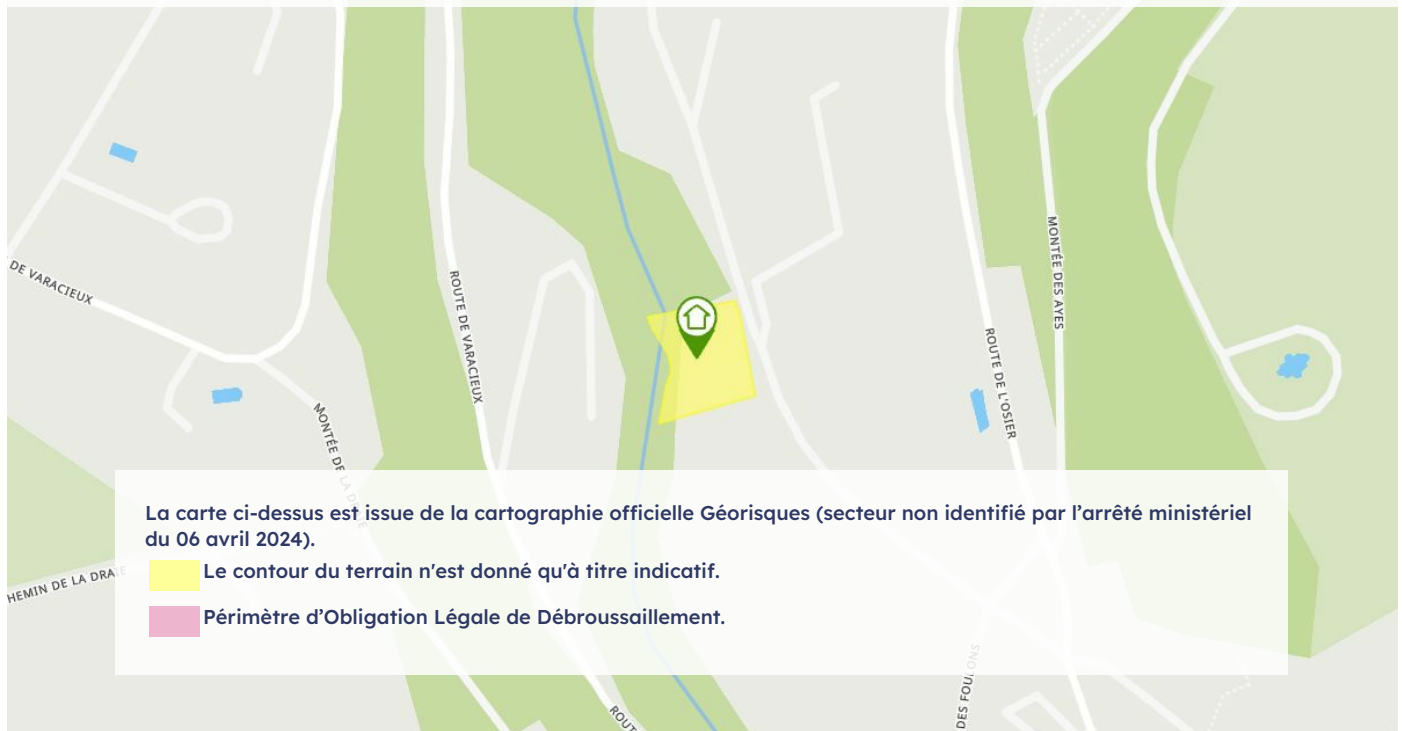 DE VARACIEUX
ROUTE DE VARACIEUX
MONTÉE DES AYES
ROUTE DE L'OSIER
MONTÉE DE LA
La carte ci-dessus est issue de la cartographie officielle Géorisques (secteur non identifié par l’arrêté ministériel
du 06 avril 2024).
Le contour du terrain n'est donné qu'à titre indicatif.
HEMIN DE LA DRAIE
Périmètre d’Obligation Légale de Débroussaillement.
DES FOULONS
ROUT